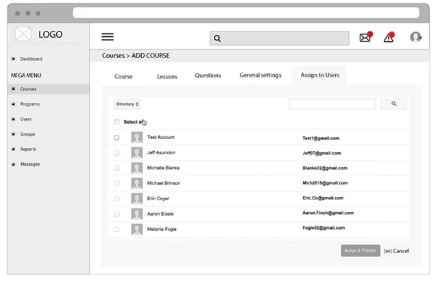 LOGO
Courses > ADD COURSE
Dashboard
MEGA MENU
Courses
Programs
Users
Groups
Reports
Messages
Course Lessons Questions General settings Assign to Users
Directory
Select all
Test Account Test1@gmail.com
Jeff Asuncion Jeff07@gmail.com
Michelle Blanks Blanks02@gmail.com
Michael Brinson Mich2015@gmail.com
Erin Coyer Eric.Co@gmail.com
Aaron Eisele Aaron.Finch@gmail.com
Melanie Fogle Fogle02@gmail.com
Assign & Publish (or) Cancel